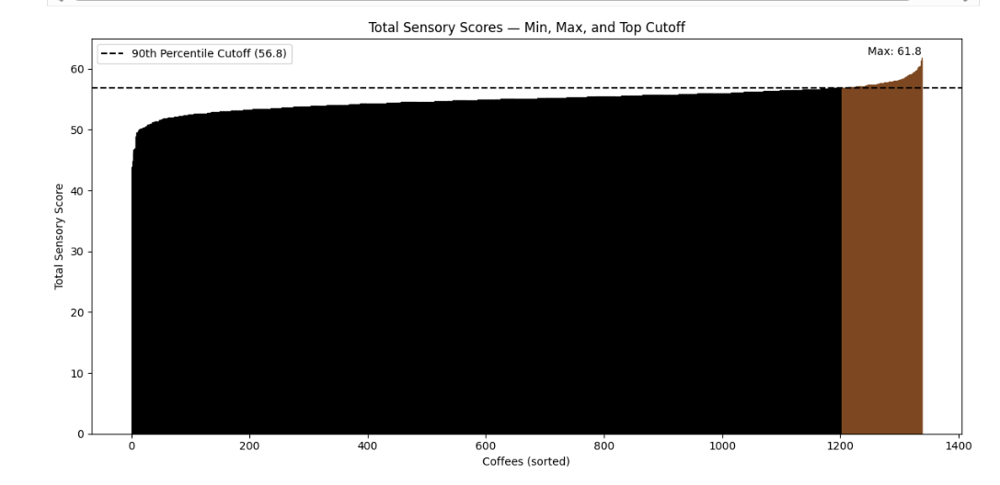 Total Sensory Scores — Min, Max, and Top Cutoff
90th Percentile Cutoff (56.8)
Max: 61.8
60
50
40
30
20
10
0
Total Sensory Score
0 200 400 600 800 1000 1200 1400
Coffees (sorted)